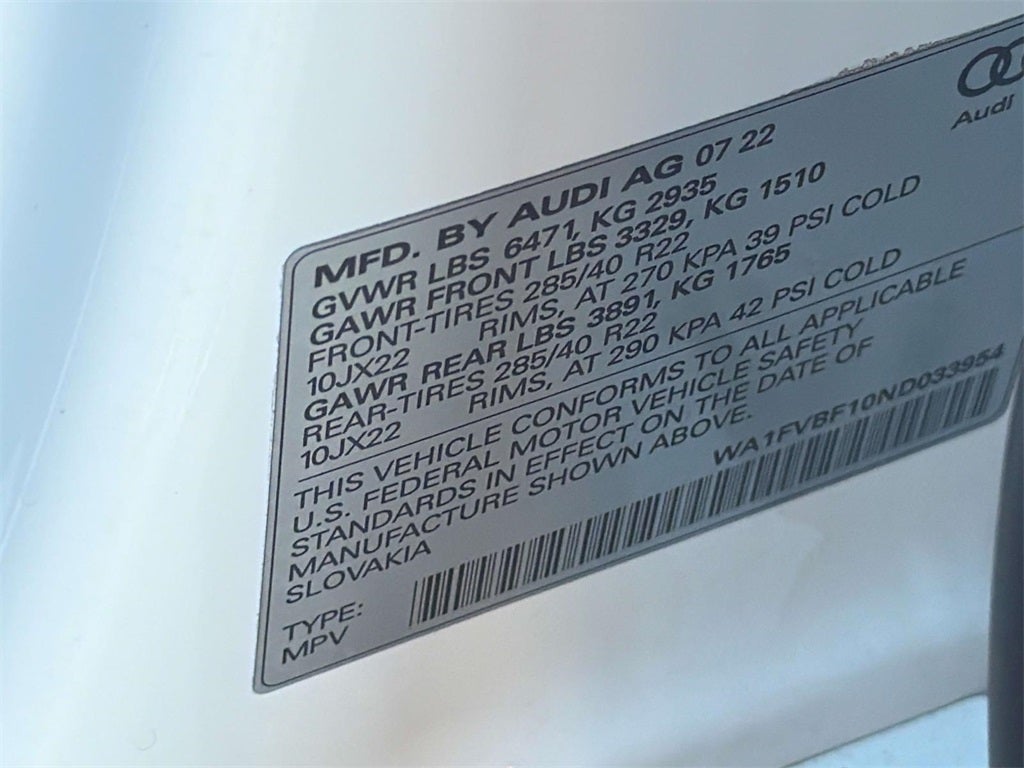 Audi
MFD. BY AUDI AG 07 22
GVWR LBS 6471, KG 2935
GAWR FRONT LBS 3329, KG 1510
FRONT-TIRES 285/40 R22
10JX22 RIMS, AT 270 KPA 39 PSI COLD
GAWR REAR LBS 3891, KG 1765
REAR-TIRES 285/40 R22
10JX22 RIMS, AT 290 KPA 42 PSI COLD
THIS VEHICLE CONFORMS TO ALL APPLICABLE
U.S. FEDERAL MOTOR VEHICLE SAFETY
STANDARDS IN EFFECT ON THE DATE OF
MANUFACTURE SHOWN ABOVE.
SLOVAKIA
WA1FVBF10ND033954
TYPE:
MPV